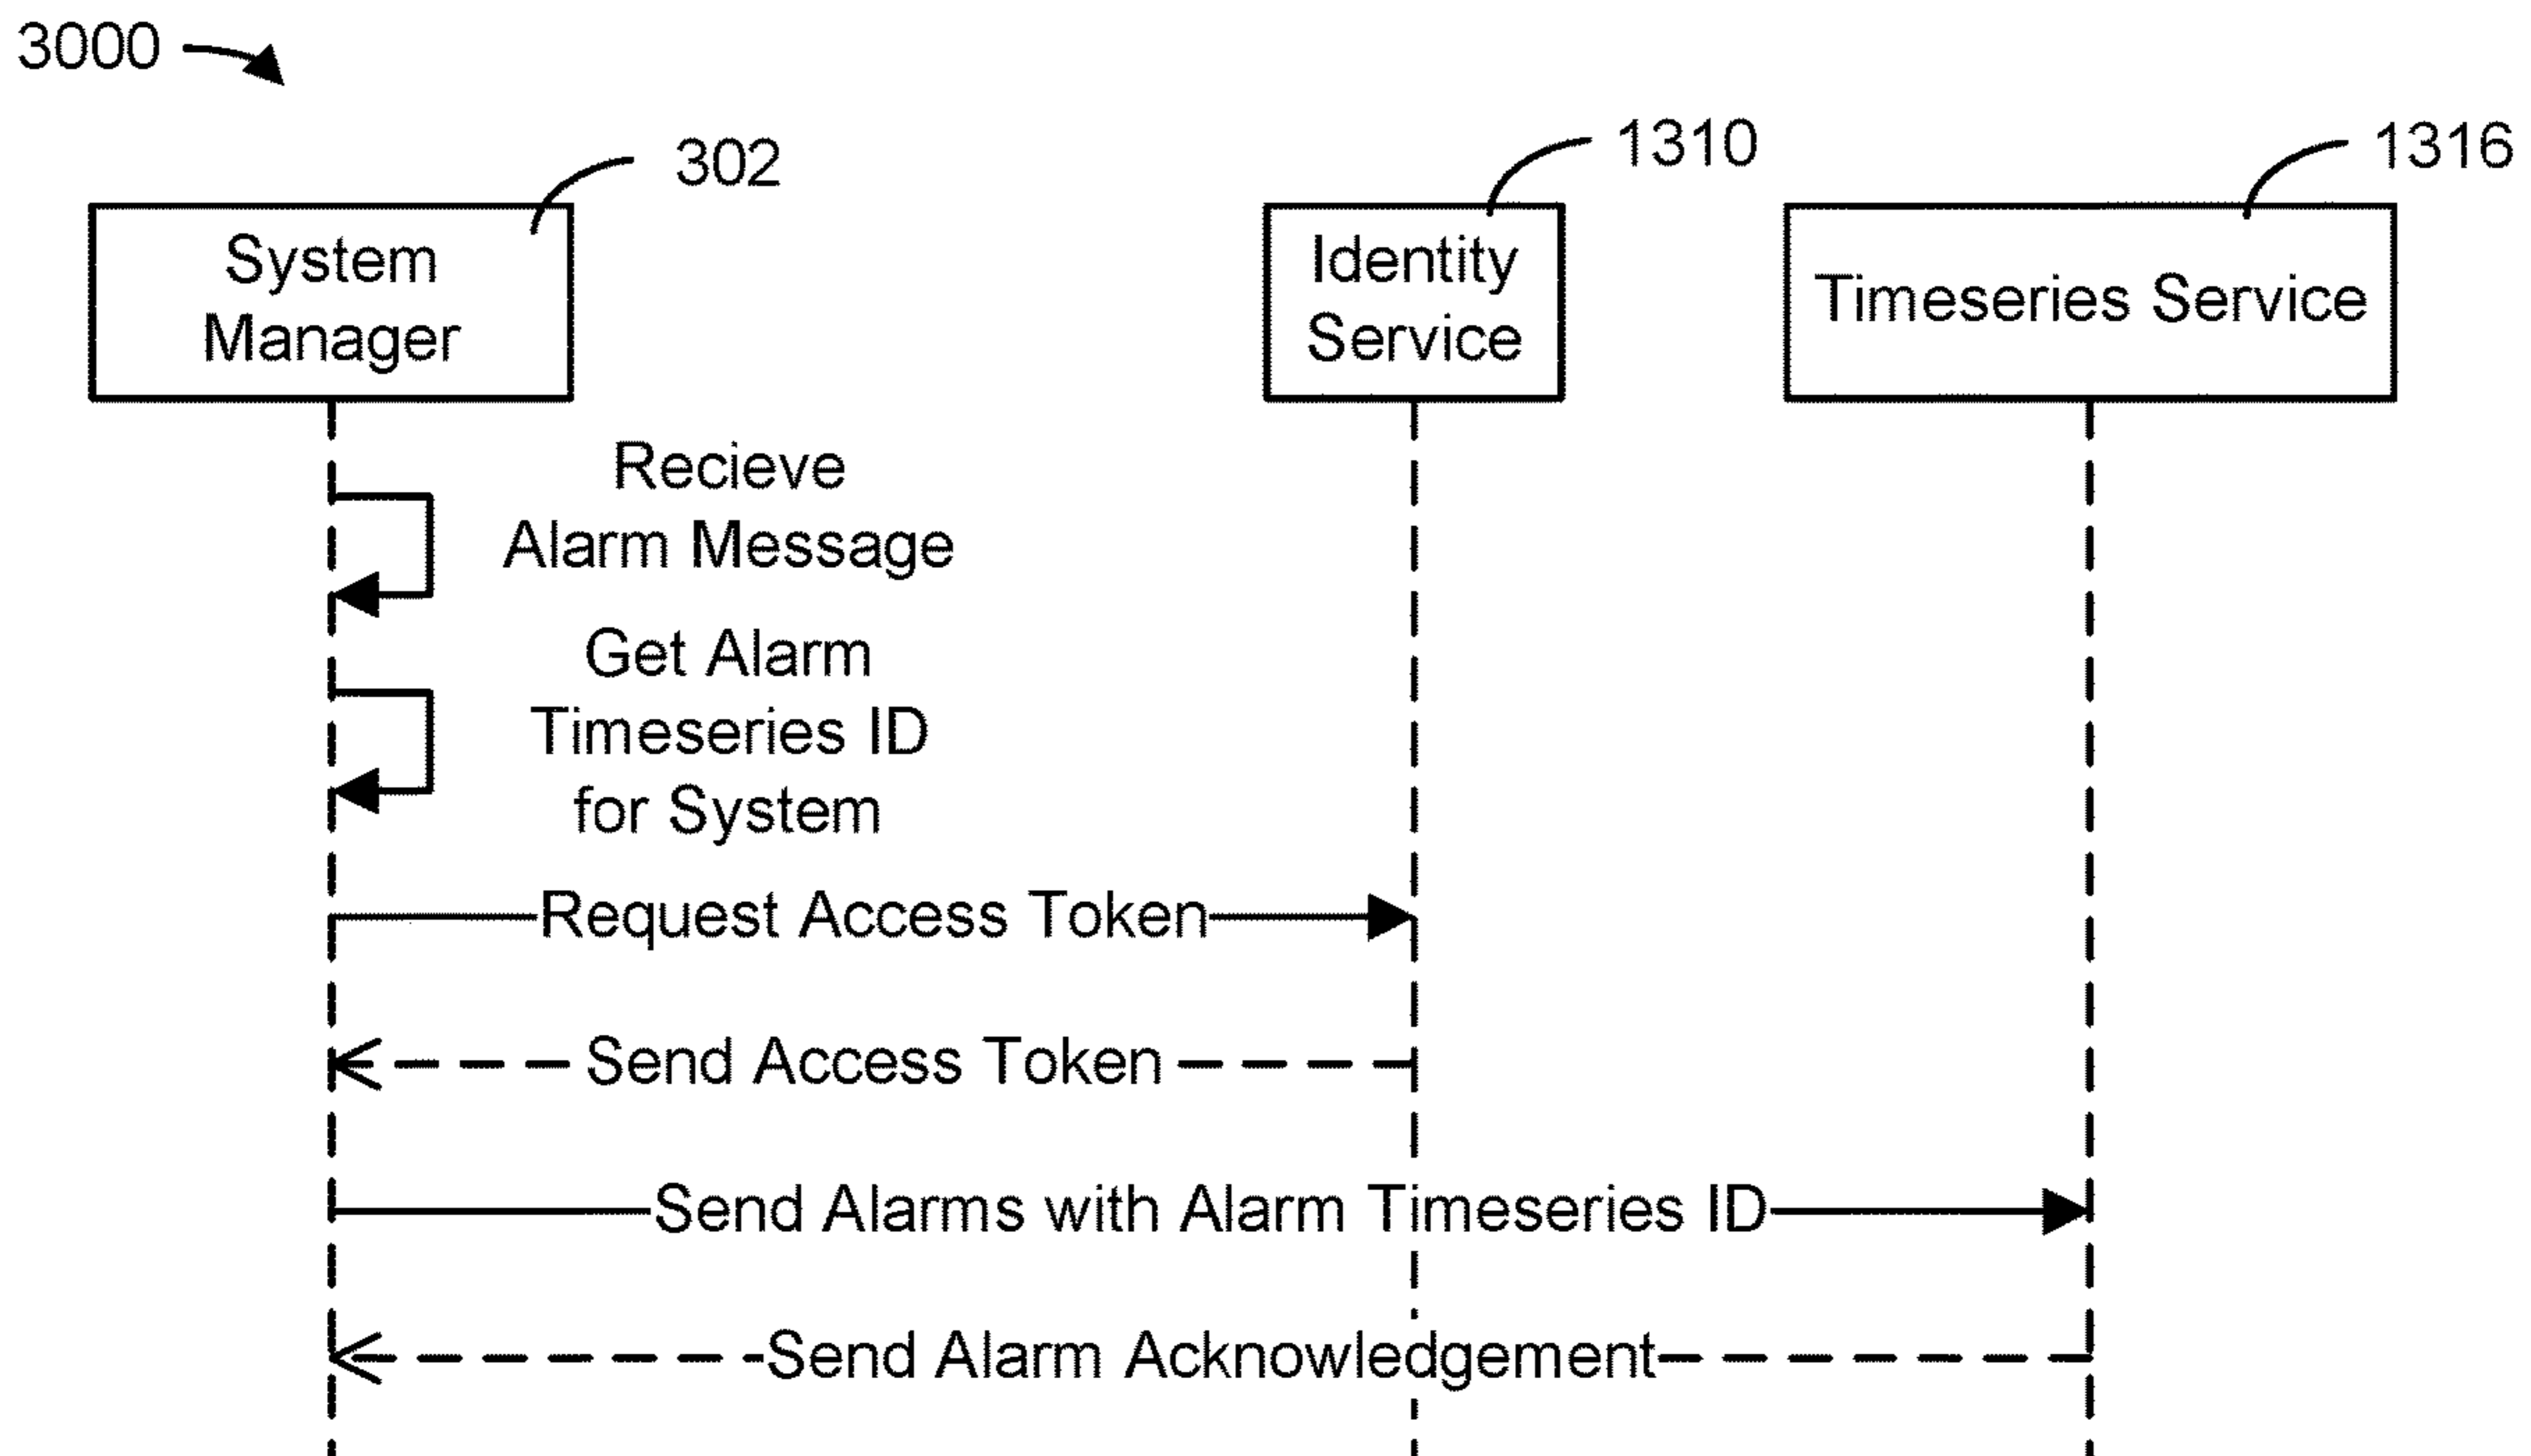 3000
302
1310
1316
System
Manager
Identity
Service
Timeseries Service
Recieve
Alarm Message
Get Alarm
Timeseries ID
for System
Request Access Token
Send Access Token
Send Alarms with Alarm Timeseries ID
Send Alarm Acknowledgement